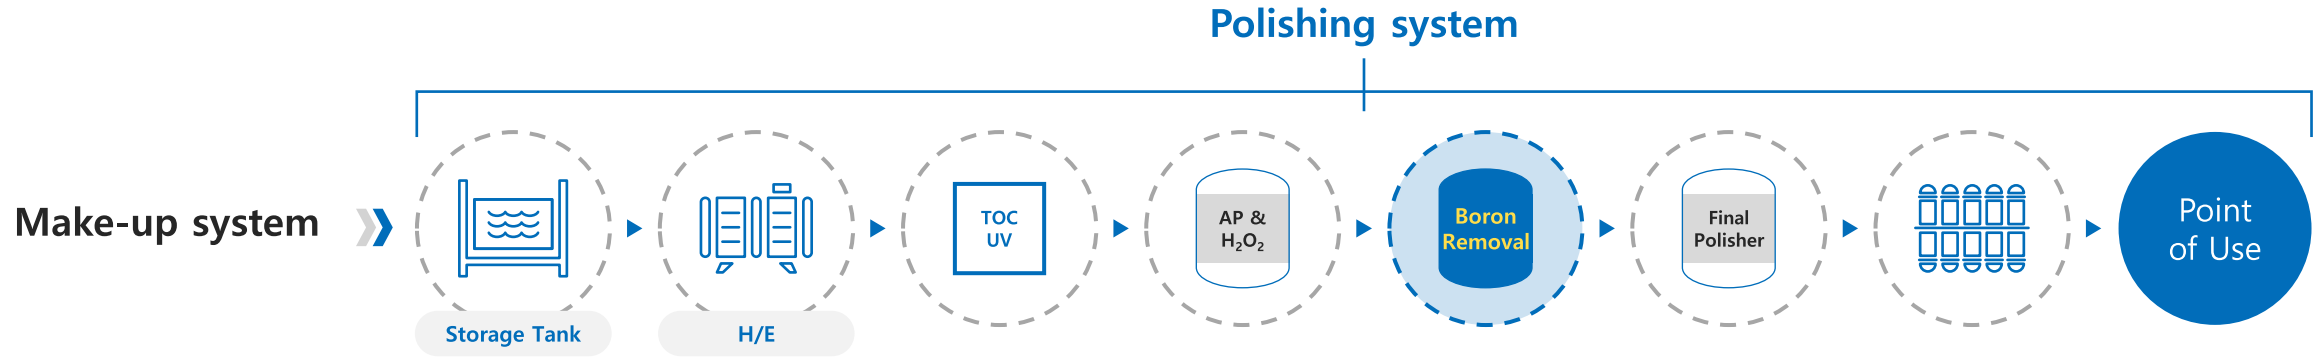 Polishing system
Make-up system
TOC
UV
AP &
H₂O₂
Boron
Removal
Final
Polisher
Point
of Use
Storage Tank
H/E